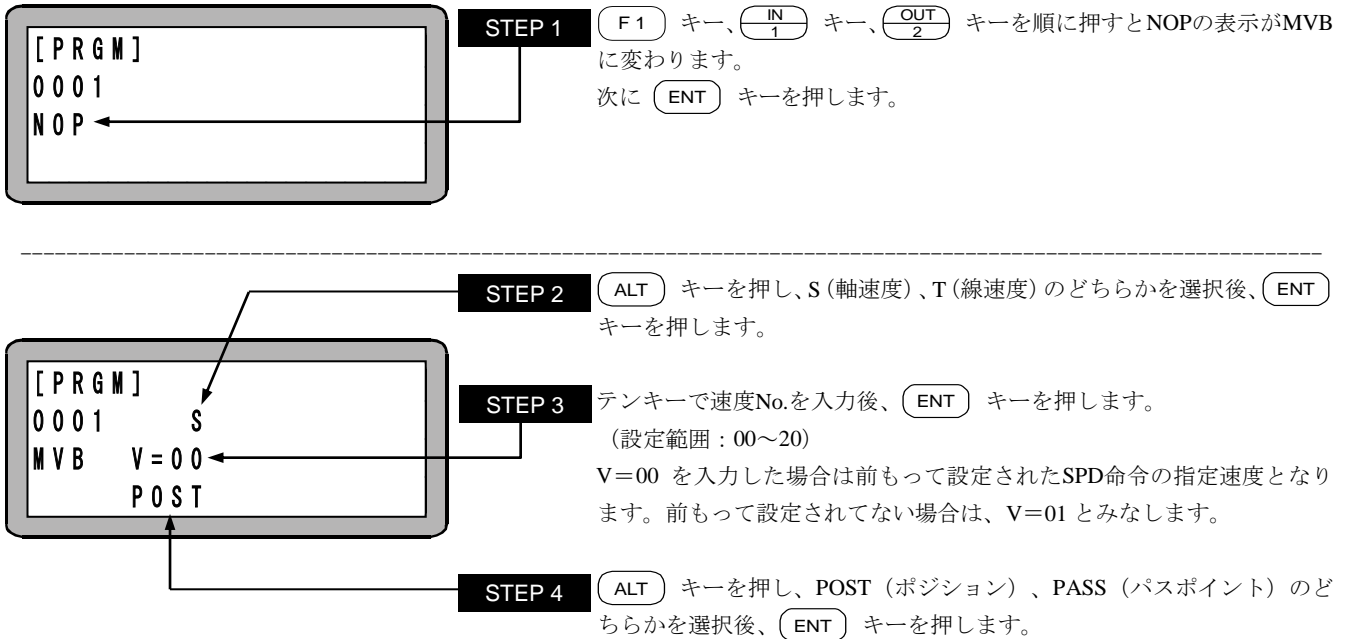 [PRGM]
0001
NOP
STEP 1
F1 キー、IN 1 キー、OUT 2 キーを順に押すとNOPの表示がMVB
に変わります。
次に ENT キーを押します。
STEP 2
ALT キーを押し、S（軸速度）、T（線速度）のどちらかを選択後、ENT
キーを押します。
[PRGM]
0001 S
MVB V=00
POST
STEP 3
テンキーで速度No.を入力後、ENT キーを押します。
（設定範囲：00～20）
V＝00 を入力した場合は前もって設定されたSPD命令の指定速度となり
ます。前もって設定されてない場合は、V＝01 とみなします。
STEP 4
ALT キーを押し、POST（ポジション）、PASS（パスポイント）のど
ちらかを選択後、ENT キーを押します。